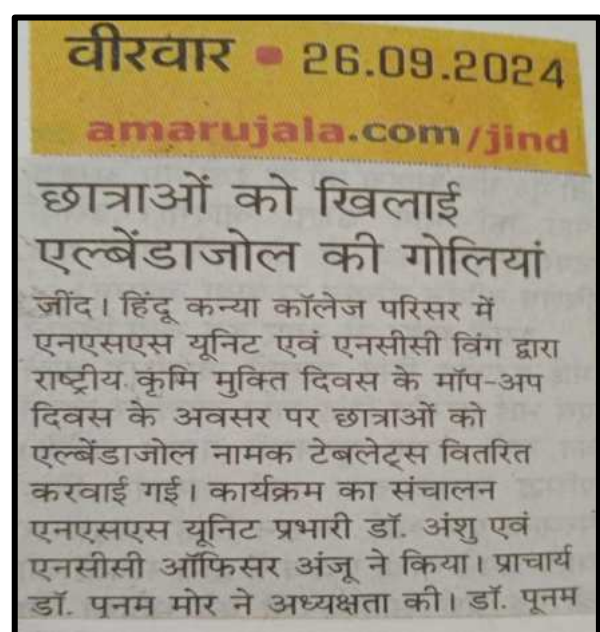 वीरवार • 26.09.2024
amarujala.com/jind
छात्राओं को खिलाई
एल्बेंडाजोल की गोलियां
जींद। हिंदू कन्या कॉलेज परिसर में
एनएसएस यूनिट एवं एनसीसी विंग द्वारा
राष्ट्रीय कृमि मुक्ति दिवस के मॉप-अप
दिवस के अवसर पर छात्राओं को
एल्बेंडाजोल नामक टेबलेट्स वितरित
करवाई गई। कार्यक्रम का संचालन
एनएसएस यूनिट प्रभारी डॉ. अंशु एवं
एनसीसी ऑफिसर अंजू ने किया। प्राचार्य
डॉ. पूनम मोर ने अध्यक्षता की। डॉ. पूनम